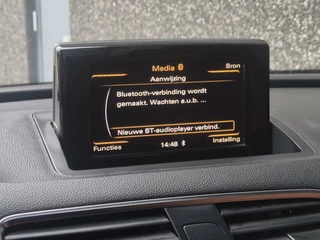 Media Bron
Aanwijzing
Bluetooth-verbinding wordt
gemaakt. Wachten a.u.b. ...
Nieuwe BT-audioplayer verbind.
Functies 14:48 Instelling